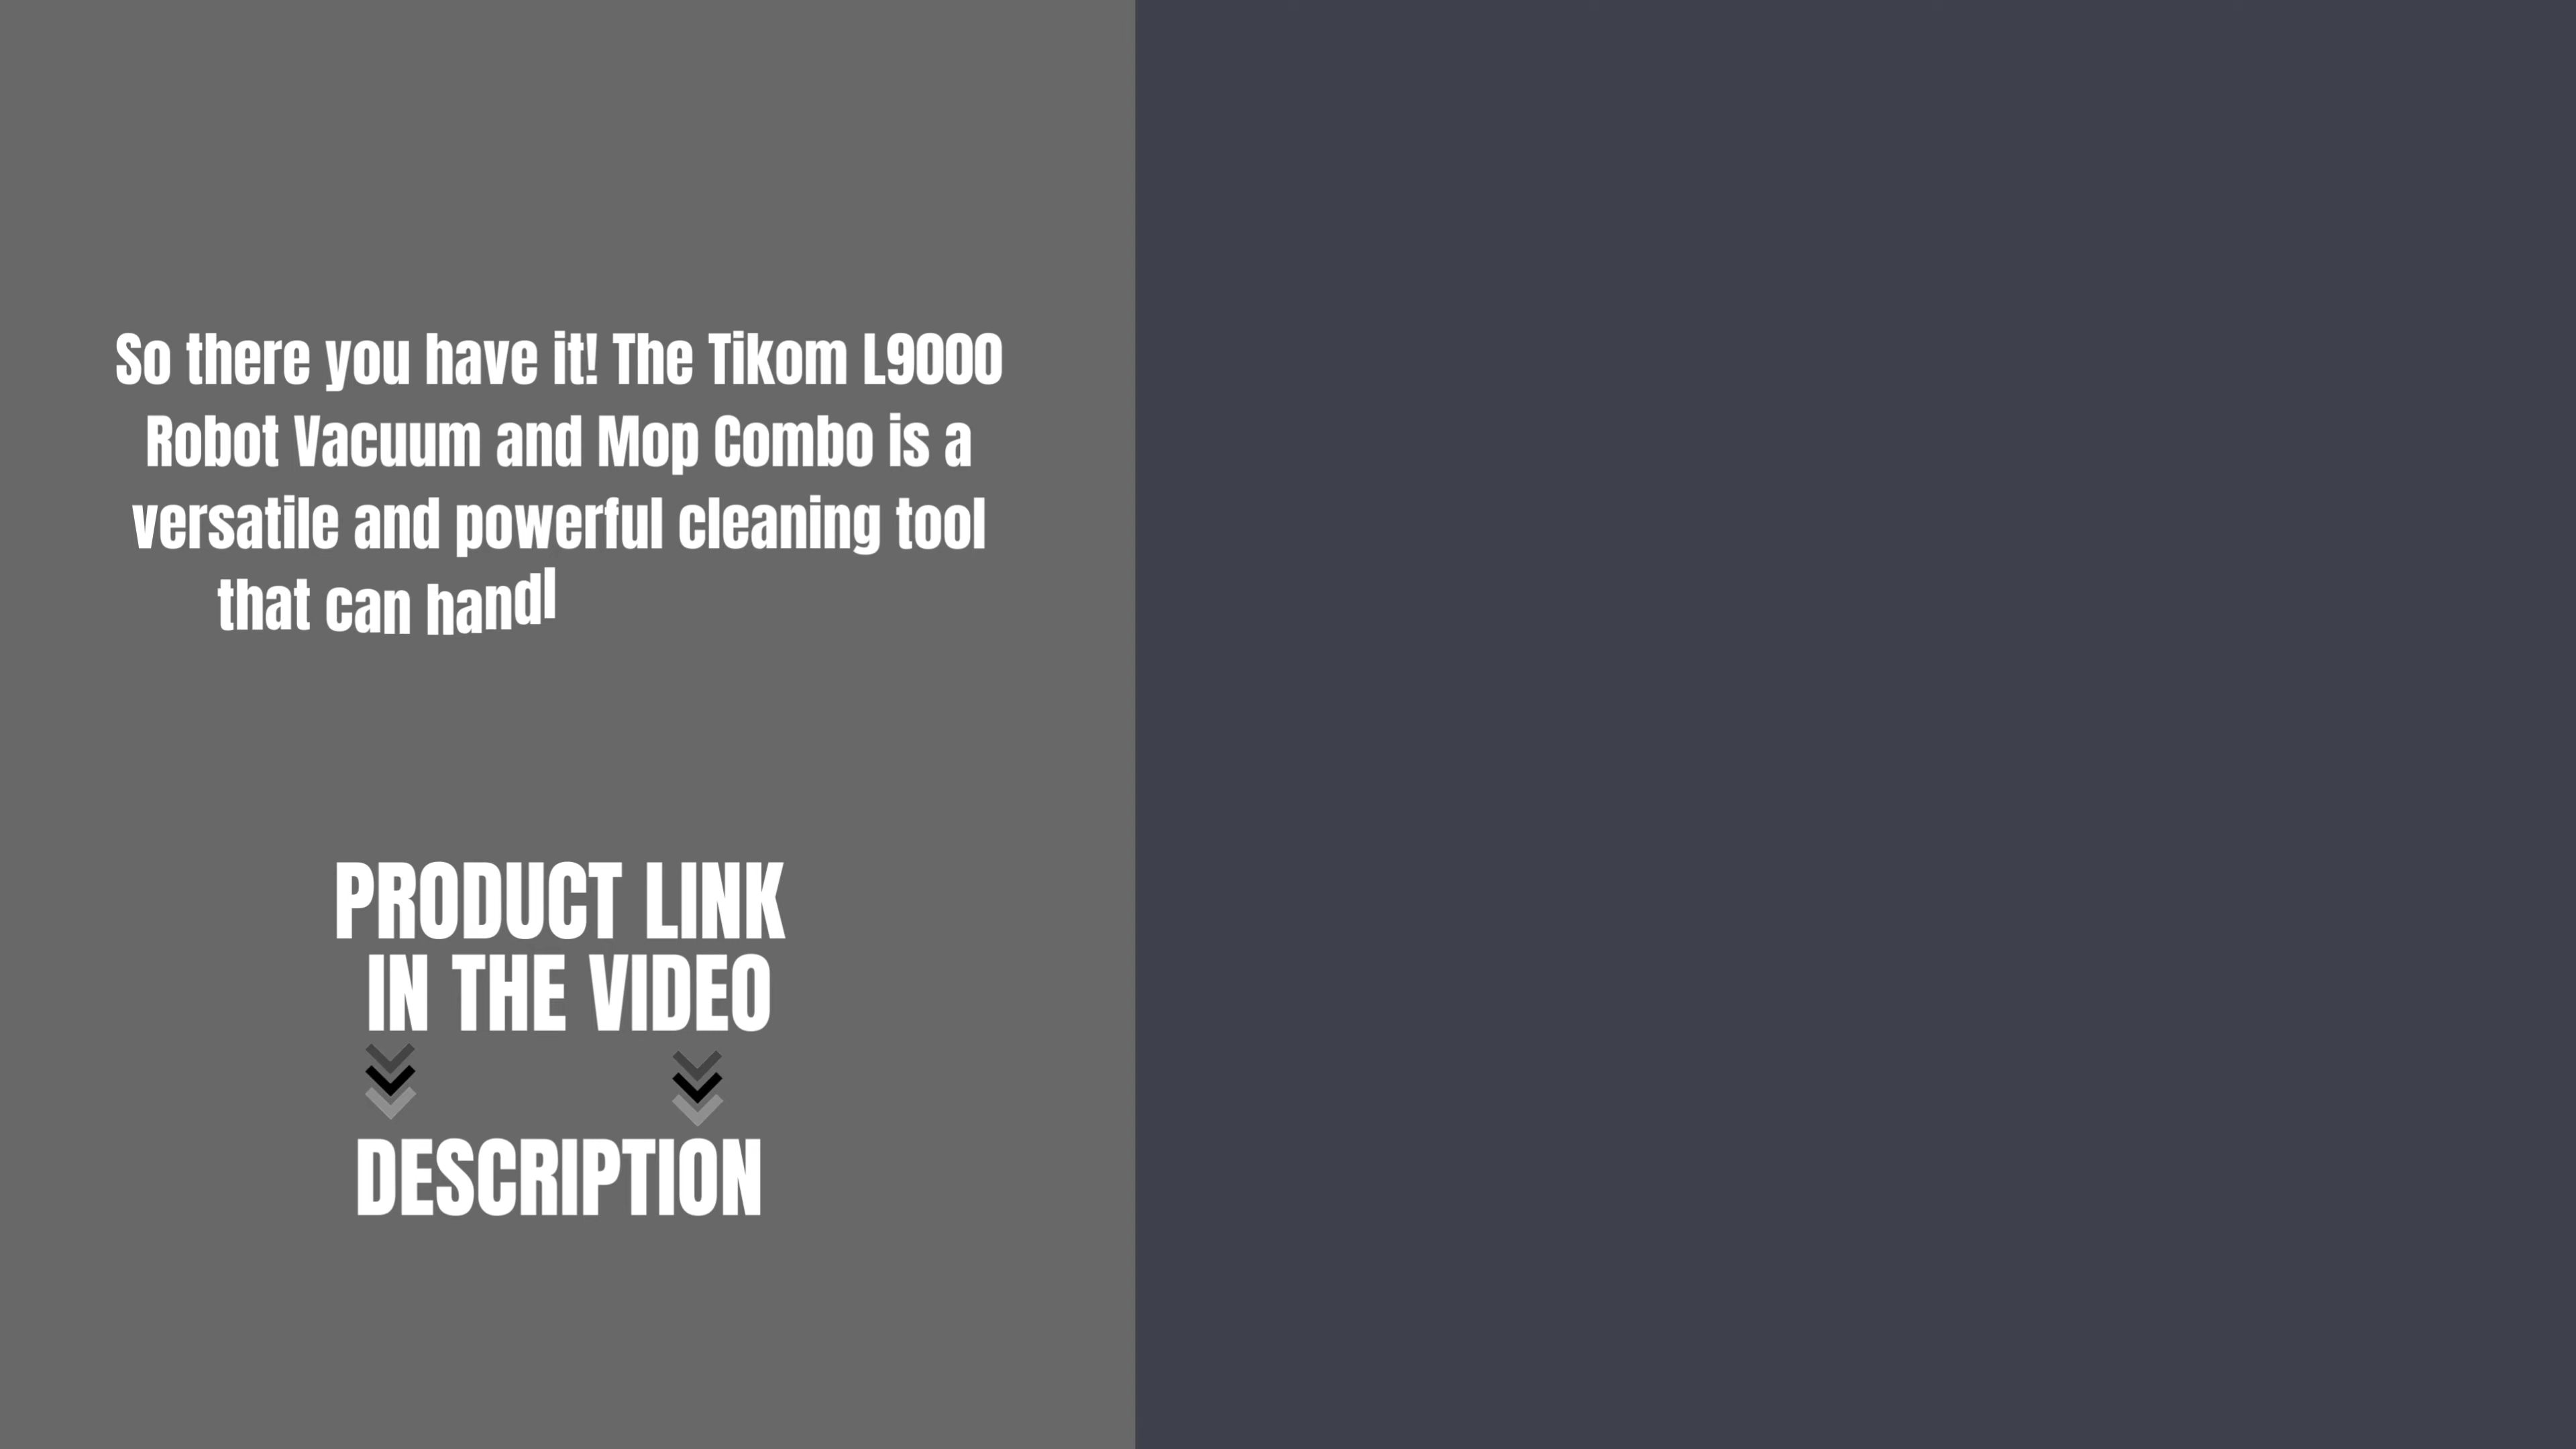 So there you have it! The Tikom L9000
Robot Vacuum and Mop Combo is a
versatile and powerful cleaning tool
that can handl
PRODUCT LINK
IN THE VIDEO
DESCRIPTION